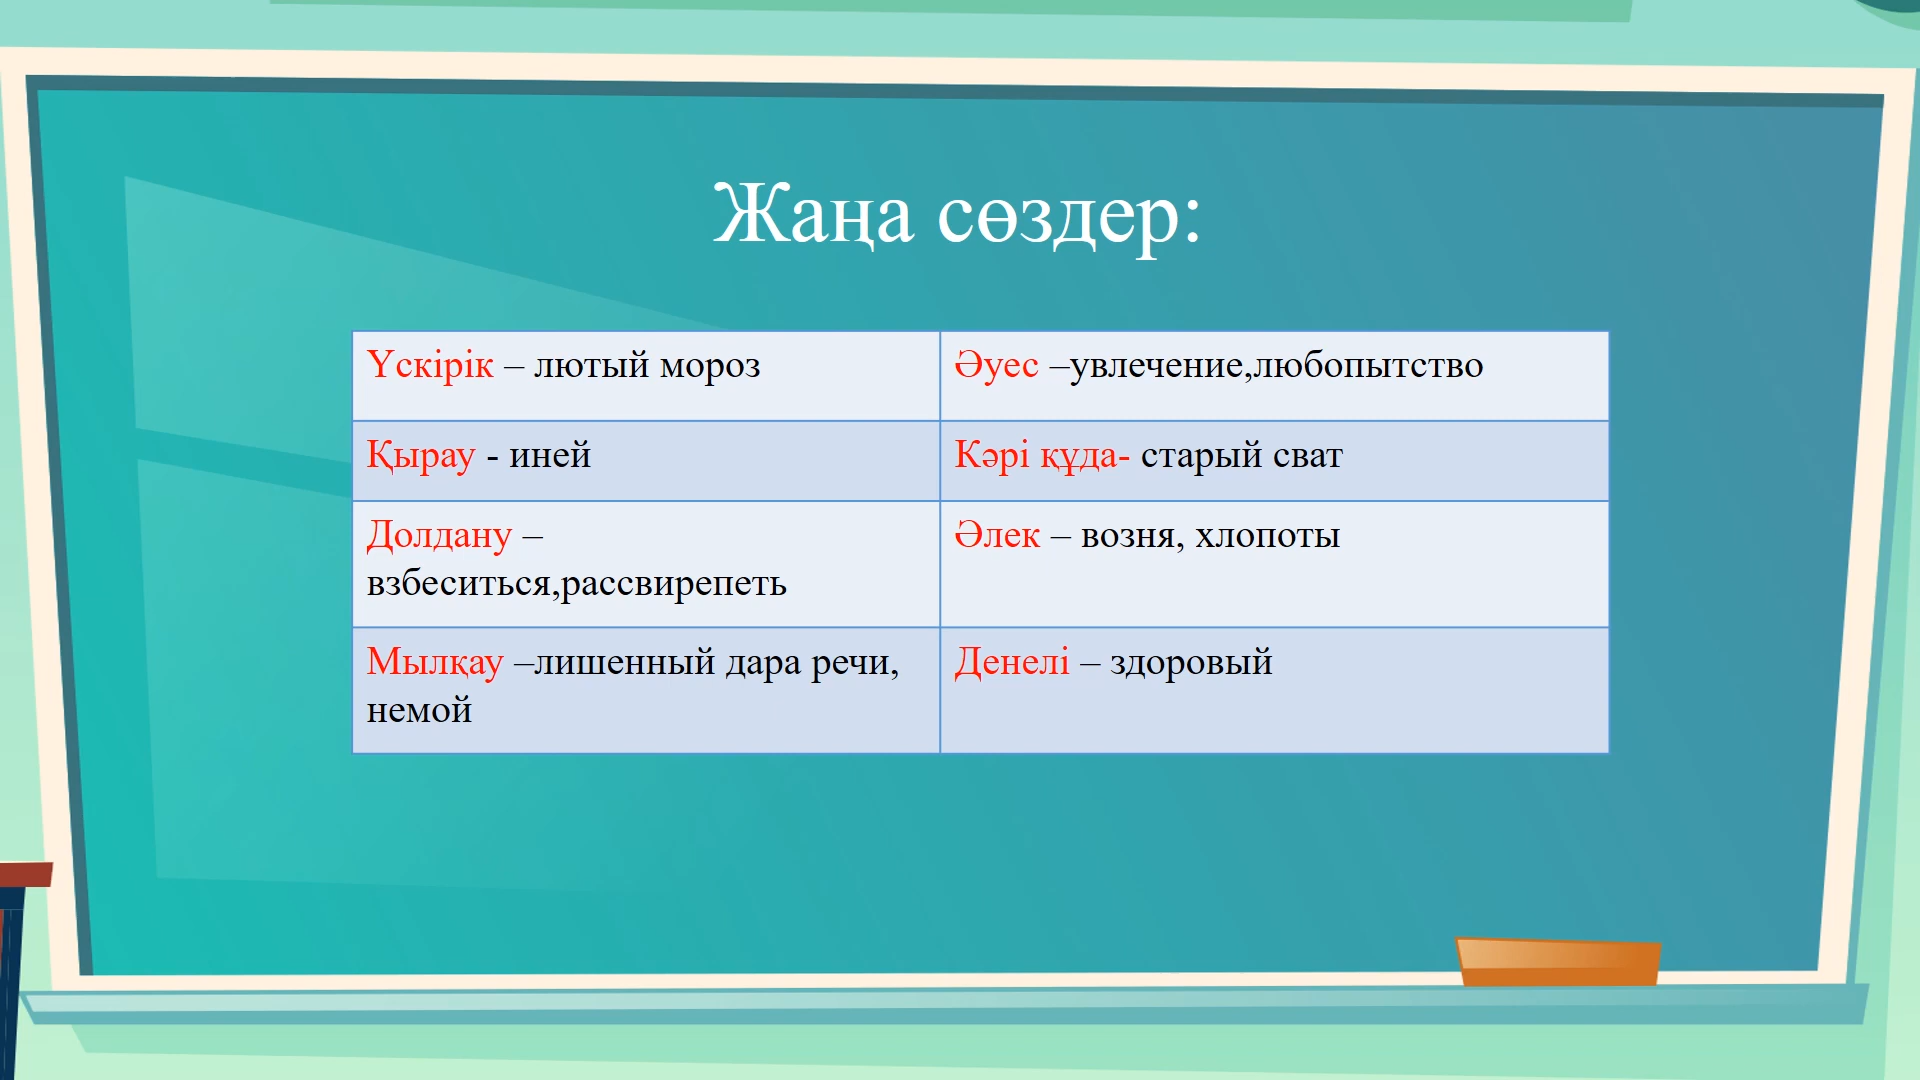 Жаңа сөздер:
Үскірік – лютый мороз
Әуес –увлечение,любопытство
Қырау - иней
Кәрі құда- старый сват
Долдану –
взбеситься,рассвирепеть
Әлек – возня, хлопоты
Мылқау –лишенный дара речи,
немой
Денелі – здоровый